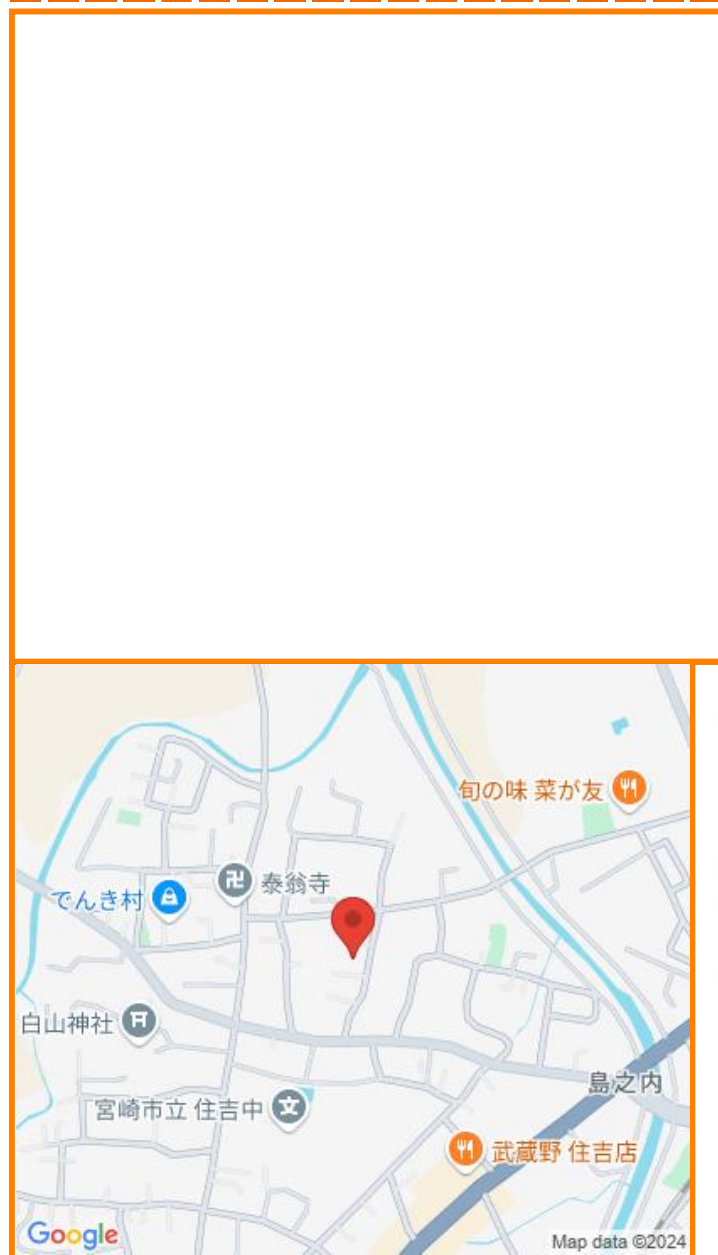 旬の味 菜が友
泰翁寺
でんき村
白山神社
島之内
宮崎市立 住吉中
文
武蔵野 住吉店
Google
Map data ©2024